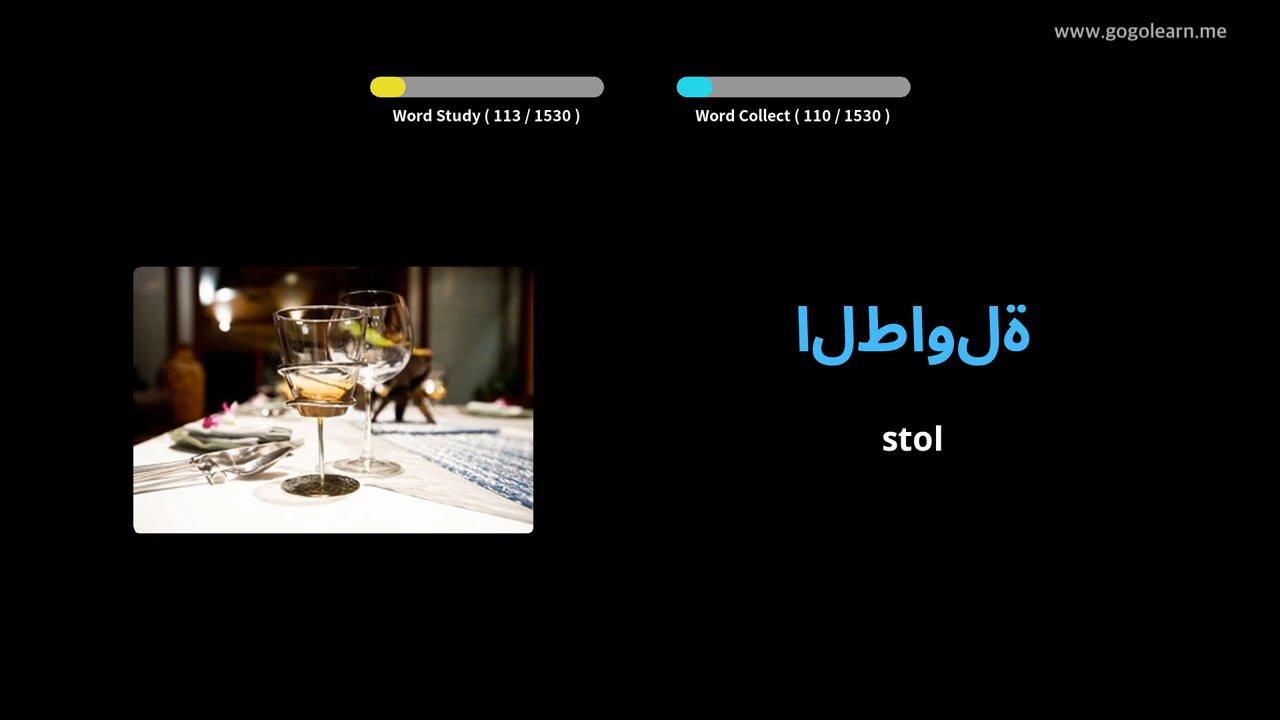 www.gogolearn.me
Word Study ( 113 / 1530 )
Word Collect ( 110 / 1530 )
الطاولة
stol